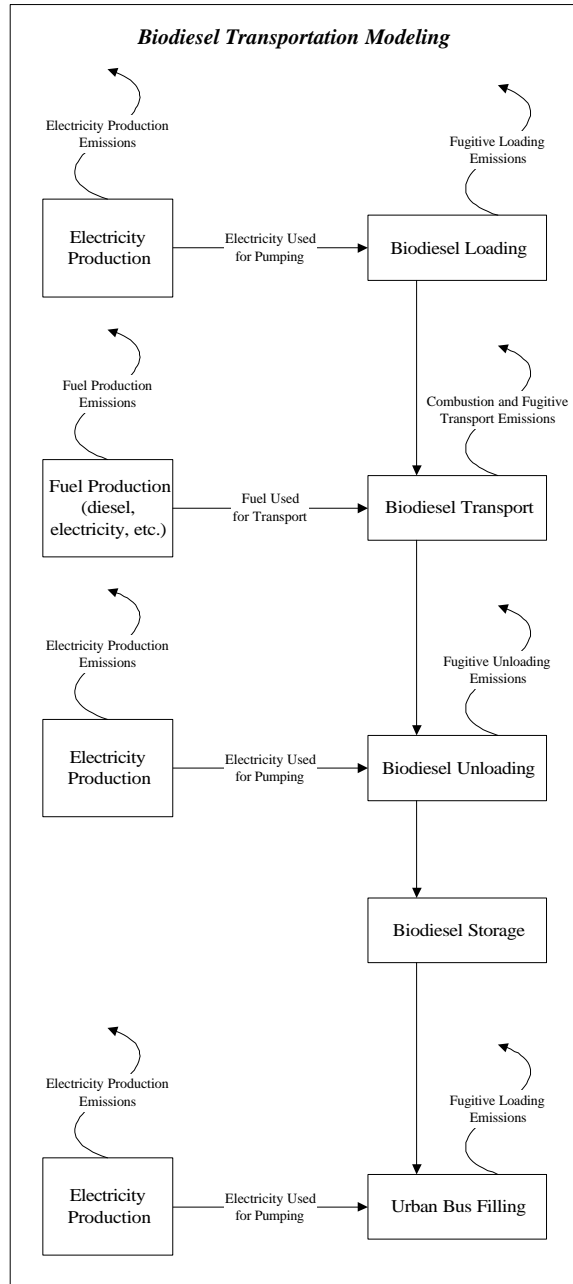 Biodiesel Transportation Modeling
Electricity Production
Emissions
Fugitive Loading
Emissions
Electricity
Production
Electricity Used
for Pumping
Biodiesel Loading
Fuel Production
Emissions
Combustion and Fugitive
Transport Emissions
Fuel Production
(diesel,
electricity, etc.)
Fuel Used
for Transport
Biodiesel Transport
Electricity Production
Emissions
Fugitive Unloading
Emissions
Electricity
Production
Electricity Used
for Pumping
Biodiesel Unloading
Biodiesel Storage
Electricity Production
Emissions
Fugitive Loading
Emissions
Electricity
Production
Electricity Used
for Pumping
Urban Bus Filling